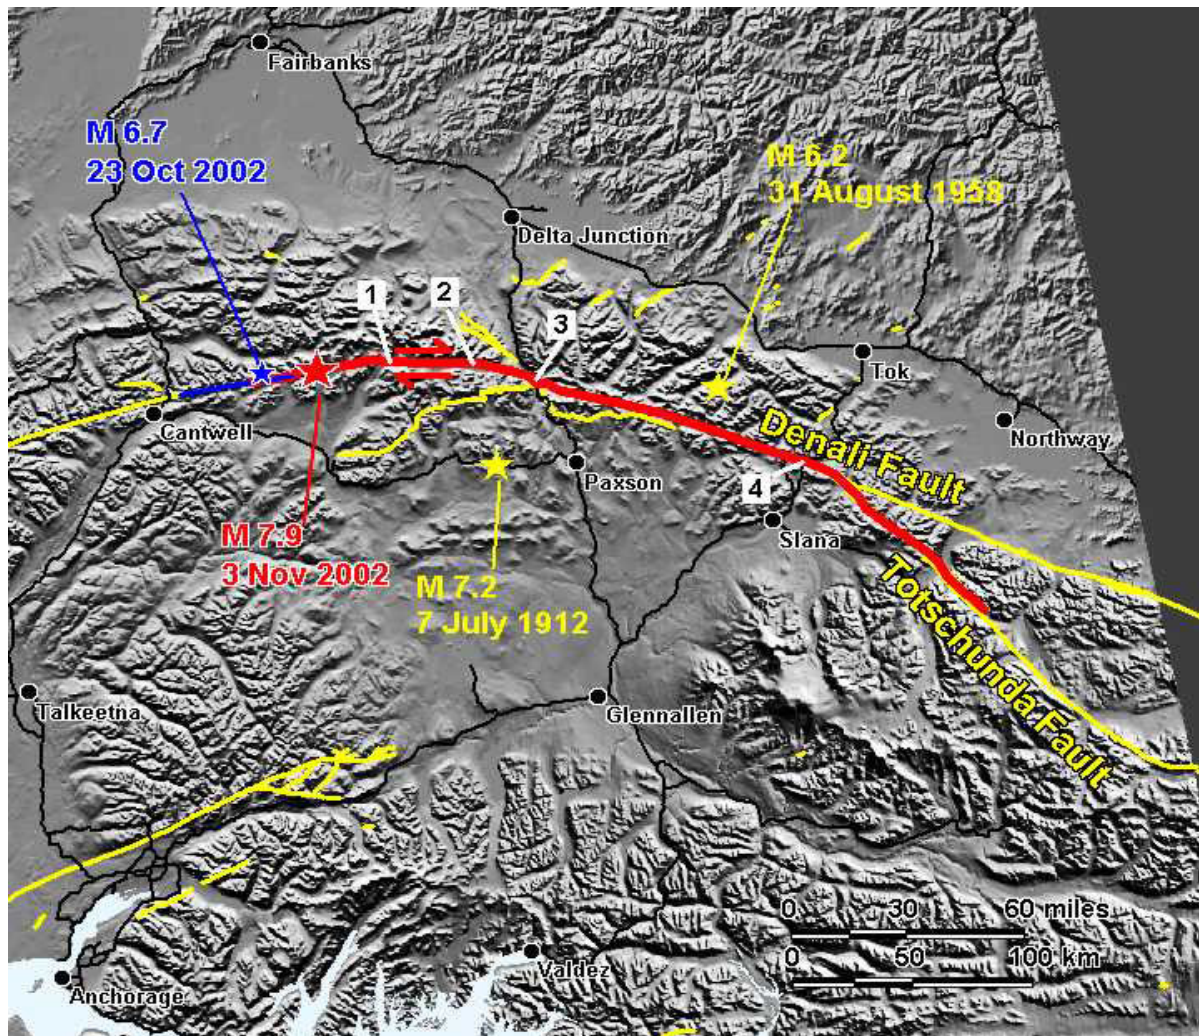 Fairbanks
M 6.7
23 Oct 2002
M 6.2
31 August 1958
Delta Junction
1
2
3
Tok
Cantwell
Northway
Denali Fault
Paxson
4
Slana
M 7.9
3 Nov 2002
M 7.2
7 July 1912
Totschunda Fault
Talkeetna
Glennallen
0 30 60 miles
0 50 100 km
Valdez
Anchorage